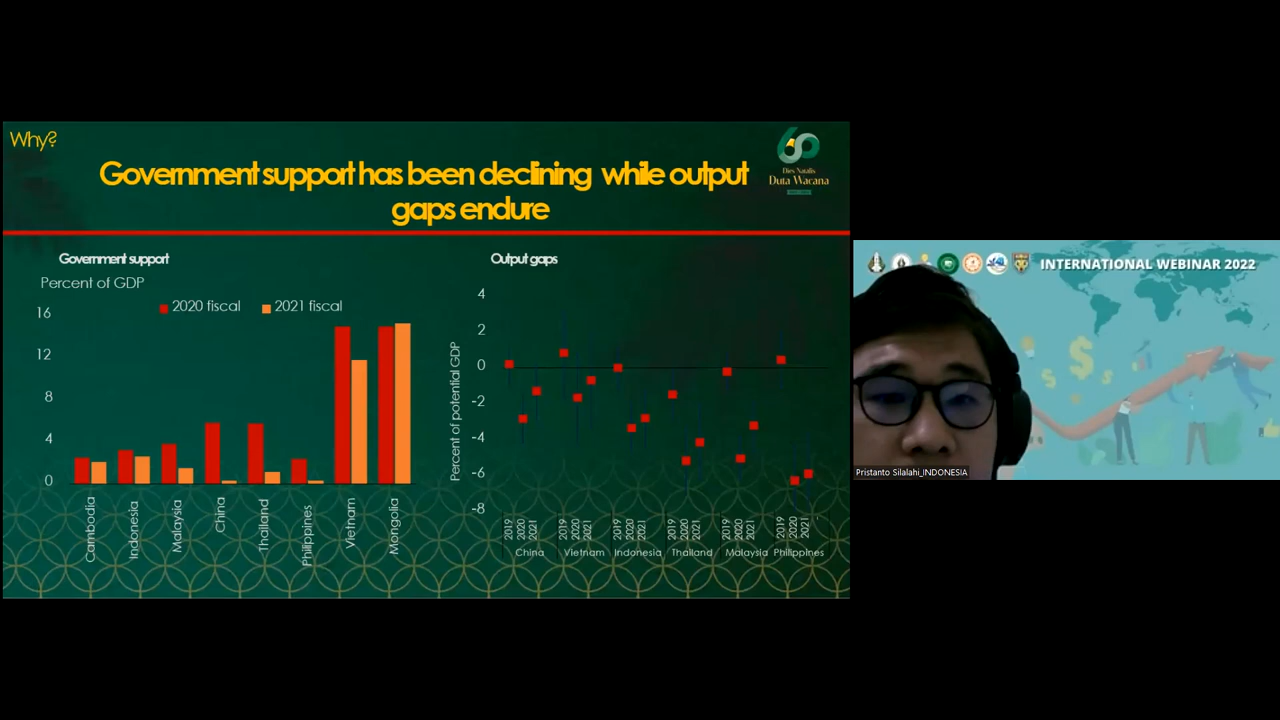 Why?
Government support has been declining while output
gaps endure
60
Dies Natalis
Duta Wacana
Government support
Percent of GDP
2020 fiscal
2021 fiscal
16
12
8
4
0
Cambodia
Indonesia
Malaysia
China
Thailand
Philippines
Vietnam
Mongolia
Output gaps
Percent of potential GDP
4
2
0
-2
-4
-6
-8
2019 2020 2021
2019 2020 2021
2019 2020 2021
2019 2020 2021
2019 2020 2021
2019 2020 2021
China Vietnam Indonesia Thailand Malaysia Philippines
INTERNATIONAL WEBINAR 2022
Pristanto Silalahi_INDONESIA